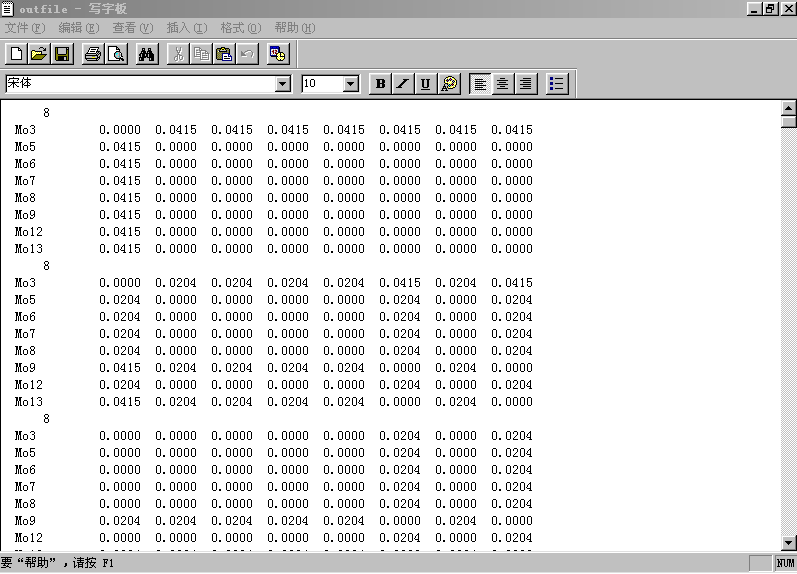 outfile - 写字板
文件(F) 编辑(E) 查看(V) 插入(I) 格式(O) 帮助(H)
宋体 10 B I U
8
Mo3 0.0000 0.0415 0.0415 0.0415 0.0415 0.0415 0.0415 0.0415
Mo5 0.0415 0.0000 0.0000 0.0000 0.0000 0.0000 0.0000 0.0000
Mo6 0.0415 0.0000 0.0000 0.0000 0.0000 0.0000 0.0000 0.0000
Mo7 0.0415 0.0000 0.0000 0.0000 0.0000 0.0000 0.0000 0.0000
Mo8 0.0415 0.0000 0.0000 0.0000 0.0000 0.0000 0.0000 0.0000
Mo9 0.0415 0.0000 0.0000 0.0000 0.0000 0.0000 0.0000 0.0000
Mo12 0.0415 0.0000 0.0000 0.0000 0.0000 0.0000 0.0000 0.0000
Mo13 0.0415 0.0000 0.0000 0.0000 0.0000 0.0000 0.0000 0.0000
8
Mo3 0.0000 0.0204 0.0204 0.0204 0.0204 0.0415 0.0204 0.0415
Mo5 0.0204 0.0000 0.0000 0.0000 0.0000 0.0204 0.0000 0.0204
Mo6 0.0204 0.0000 0.0000 0.0000 0.0000 0.0204 0.0000 0.0204
Mo7 0.0204 0.0000 0.0000 0.0000 0.0000 0.0204 0.0000 0.0204
Mo8 0.0204 0.0000 0.0000 0.0000 0.0000 0.0204 0.0000 0.0204
Mo9 0.0415 0.0204 0.0204 0.0204 0.0204 0.0000 0.0204 0.0000
Mo12 0.0204 0.0000 0.0000 0.0000 0.0000 0.0204 0.0000 0.0204
Mo13 0.0415 0.0204 0.0204 0.0204 0.0204 0.0000 0.0204 0.0000
8
Mo3 0.0000 0.0000 0.0000 0.0000 0.0000 0.0204 0.0000 0.0204
Mo5 0.0000 0.0000 0.0000 0.0000 0.0000 0.0204 0.0000 0.0204
Mo6 0.0000 0.0000 0.0000 0.0000 0.0000 0.0204 0.0000 0.0204
Mo7 0.0000 0.0000 0.0000 0.0000 0.0000 0.0204 0.0000 0.0204
Mo8 0.0000 0.0000 0.0000 0.0000 0.0000 0.0204 0.0000 0.0204
Mo9 0.0204 0.0204 0.0204 0.0204 0.0204 0.0000 0.0204 0.0000
Mo12 0.0000 0.0000 0.0000 0.0000 0.0000 0.0204 0.0000 0.0204
要“帮助”,请按 F1 NUM